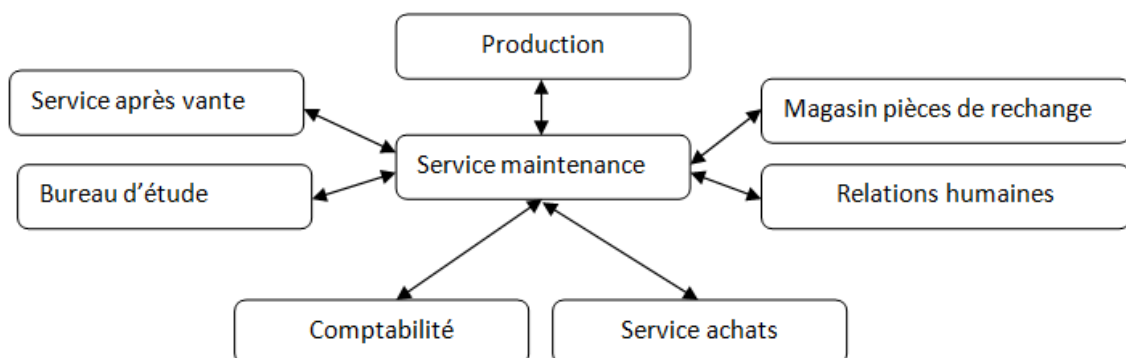 Production
Service après vante
Magasin pièces de rechange
Service maintenance
Bureau d’étude
Relations humaines
Comptabilité
Service achats